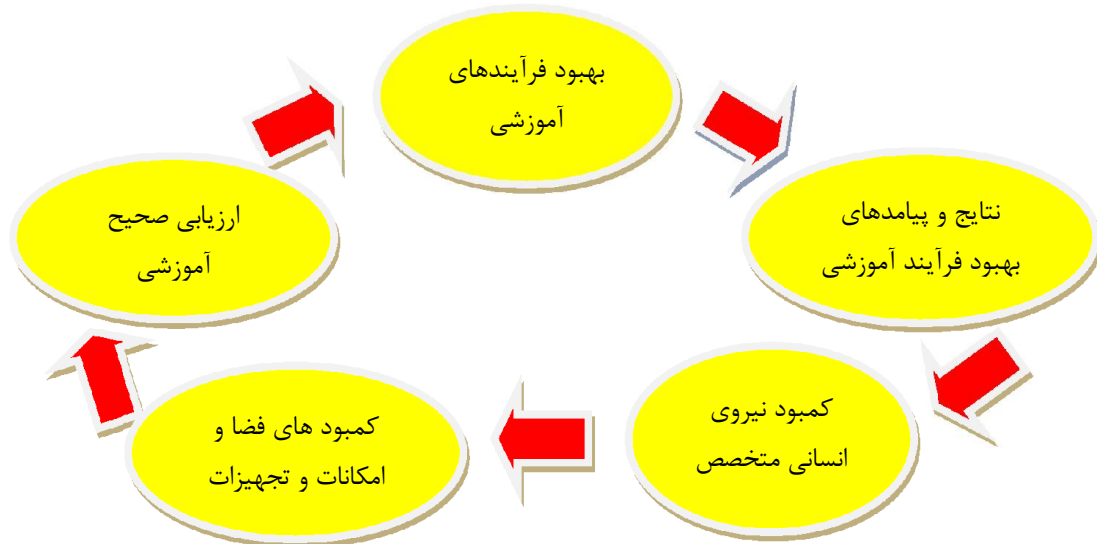 بهبود فرآیندهای
آموزشی
نتایج و پیامدهای
بهبود فرآیند آموزشی
کمبود نیروی
انسانی متخصص
کمبود های فضا و
امکانات و تجهیزات
ارزیابی صحیح
آموزشی